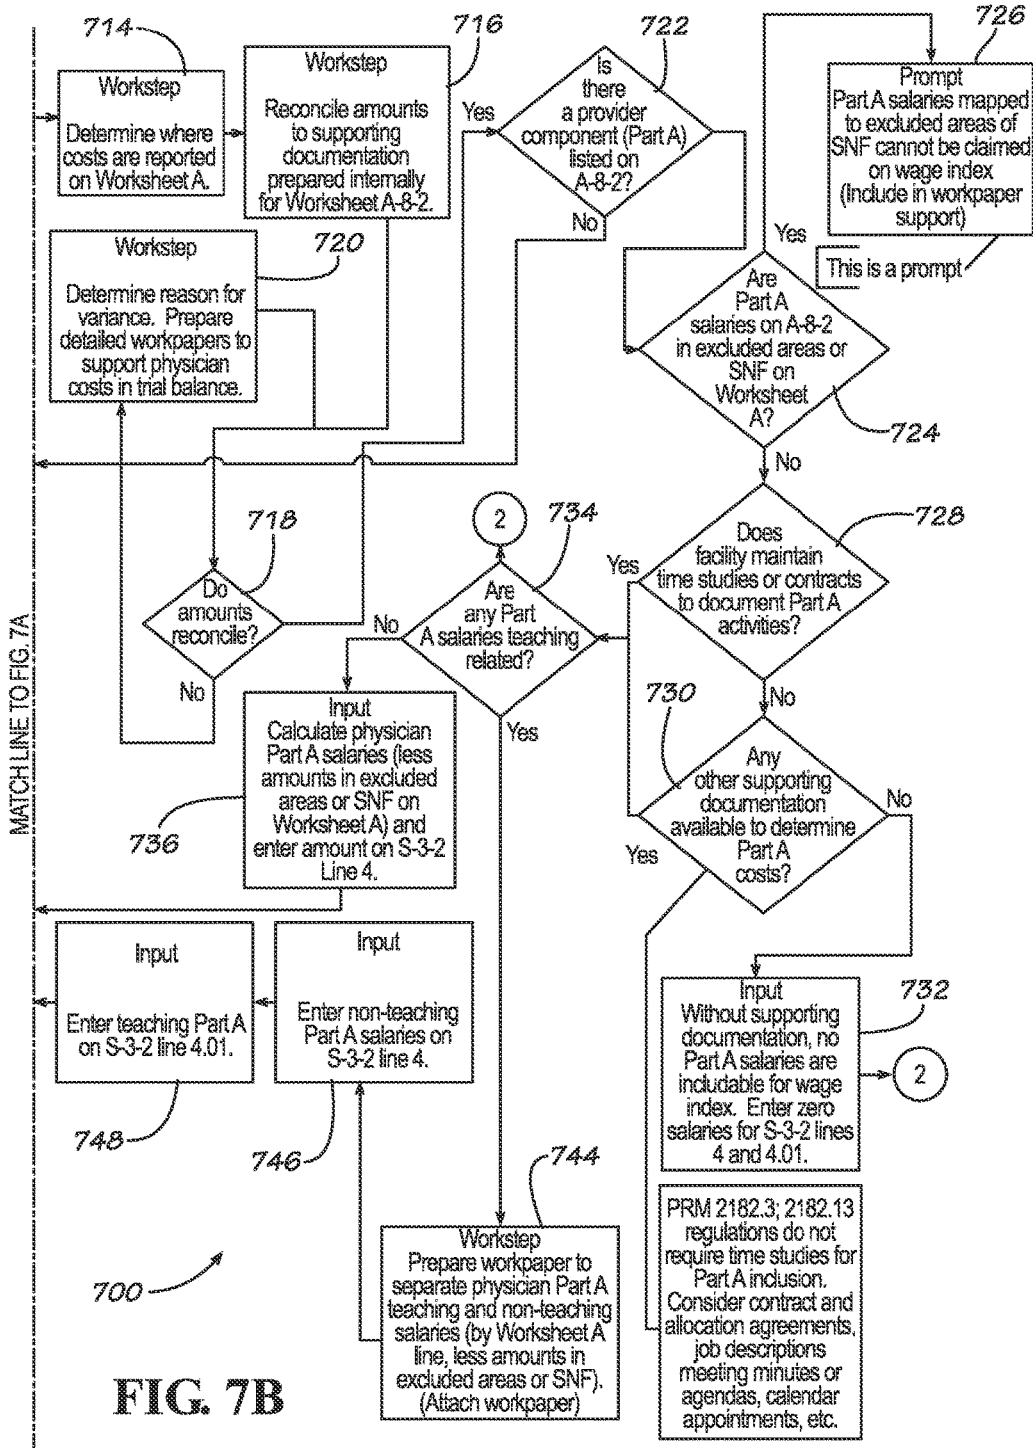 714
Workstep
Determine where
costs are reported
on Worksheet A.
716
Workstep
Reconcile amounts
to supporting
documentation
prepared internally
for Worksheet A-8-2.
722
Yes
Is
there
a provider
component (Part A)
listed on
A-8-2?
No
726
Prompt
Part A salaries mapped
to excluded areas of
SNF cannot be claimed
on wage index
(Include in workpaper
support)
This is a prompt
Yes
720
Workstep
Determine reason for
variance. Prepare
detailed workpapers to
support physician
costs in trial balance.
Are
Part A
salaries on A-8-2
in excluded areas or
SNF on
Worksheet
A?
724
No
718
Do
amounts
reconcile?
No
2
734
Are
any Part
A salaries teaching
related?
No
Yes
728
Does
facility maintain
time studies or contracts
to document Part A
activities?
Yes
No
730
Any
other supporting
documentation
available to determine
Part A
costs?
No
Yes
MATCH LINE TO FIG. 7A
Input
Calculate physician
Part A salaries (less
amounts in excluded
areas or SNF on
Worksheet A) and
enter amount on S-3-2
Line 4.
736
Input
Enter teaching Part A
on S-3-2 line 4.01.
748
Input
Enter non-teaching
Part A salaries on
S-3-2 line 4.
746
Input
Without supporting
documentation, no
Part A salaries are
includable for wage
index. Enter zero
salaries for S-3-2 lines
4 and 4.01.
732
2
744
Workstep
Prepare workpaper to
separate physician Part A
teaching and non-teaching
salaries (by Worksheet A
line, less amounts in
excluded areas or SNF).
(Attach workpaper)
PRM 2182.3; 2182.13
regulations do not
require time studies for
Part A inclusion.
Consider contract and
allocation agreements,
job descriptions
meeting minutes or
agendas, calendar
appointments, etc.
700
FIG. 7B